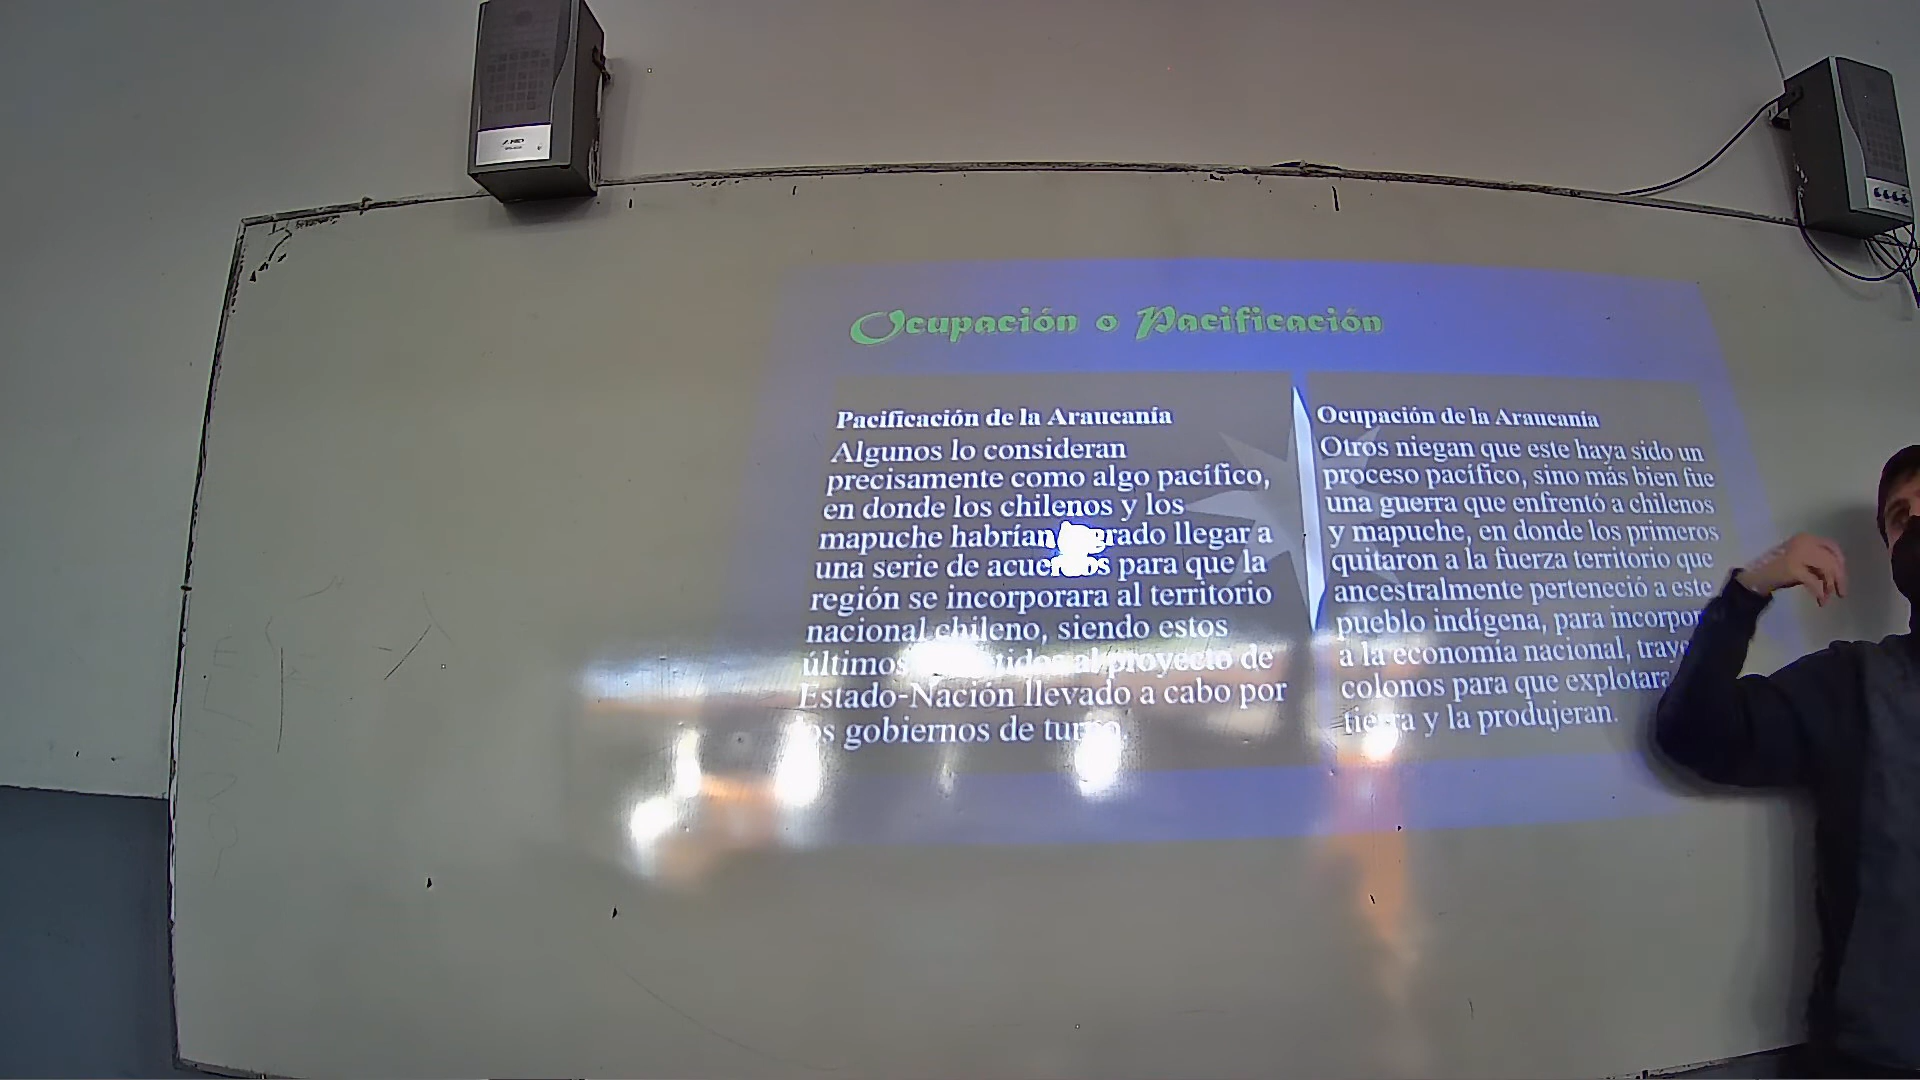 Ocupación o Pacificación
Pacificación de la Araucanía
Algunos lo consideran
precisamente como algo pacífico,
en donde los chilenos y los
mapuche habrían llegar a
una serie de para que la
región se incorporara al territorio
nacional chileno, siendo estos
últimos al proyecto de
Estado-Nación llevado a cabo por
gobiernos de
Ocupación de la Araucanía
Otros niegan que este haya sido un
proceso pacífico, sino más bien fue
una guerra que enfrentó a chilenos
y mapuche, en donde los primeros
quitaron a la fuerza territorio que
ancestralmente perteneció a este
pueblo indígena, para
a la economía nacional,
colonos para que
y la produjeran.